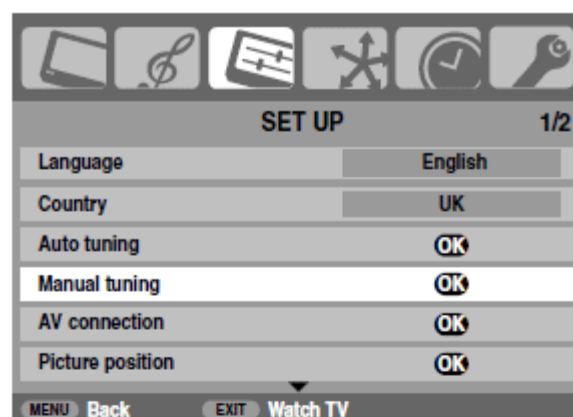 SET UP 1/2
Language English
Country UK
Auto tuning OK
Manual tuning OK
AV connection OK
Picture position OK
MENU Back EXIT Watch TV